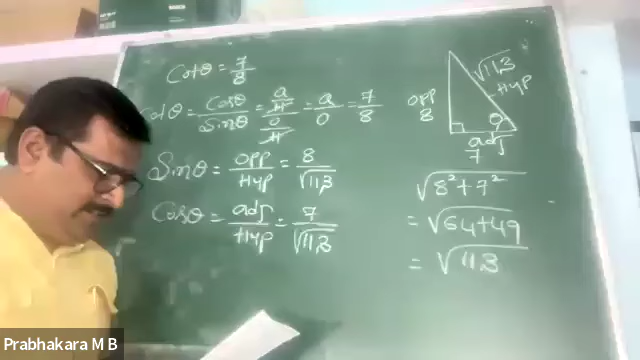 Cotθ = 7/8
Cotθ = Cosθ/Sinθ = (a/H)/(o/H) = a/o = 7/8
Sinθ = opp/Hyp = 8/√113
Cosθ = adj/Hyp = 7/√113
√113
Hyp
opp
8
θ
adj
7
√8²+7²
= √64+49
= √113
Prabhakara M B